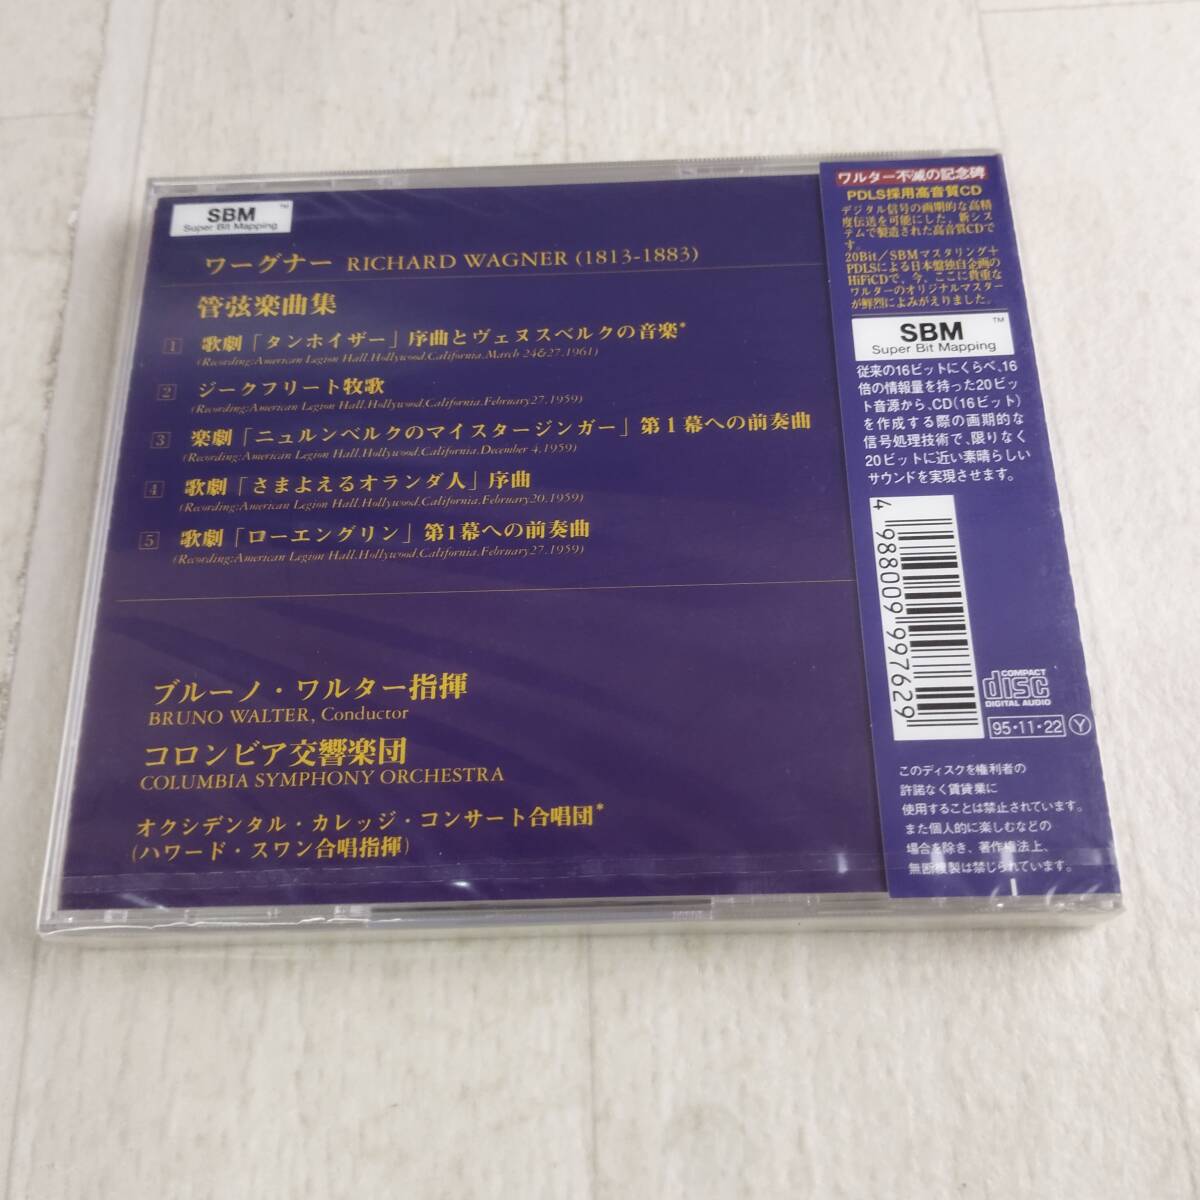 SBM™
Super Bit Mapping
ワーグナー RICHARD WAGNER (1813-1883)
管弦楽曲集
1 歌劇「タンホイザー」序曲とヴェヌスベルクの音楽*
(Recording:American Legion Hall,Hollywood,California,March 24&27,1961)
2 ジークフリート牧歌
(Recording:American Legion Hall,Hollywood,California,February27,1959)
3 楽劇「ニュルンベルクのマイスタージンガー」第1幕への前奏曲
(Recording:American Legion Hall,Hollywood,California,December 4,1959)
4 歌劇「さまよえるオランダ人」序曲
(Recording:American Legion Hall,Hollywood,California,February20,1959)
5 歌劇「ローエングリン」第1幕への前奏曲
(Recording:American Legion Hall,Hollywood,California,February27,1959)
ブルーノ・ワルター指揮
BRUNO WALTER, Conductor
コロンビア交響楽団
COLUMBIA SYMPHONY ORCHESTRA
オクシデンタル・カレッジ・コンサート合唱団*
(ハワード・スワン合唱指揮)
ワルター不滅の記念碑
PDLS採用高音質CD
デジタル信号の画期的な高精
度伝送を可能にした、新シス
テムで製造された高音質CDで
す。
20Bit/SBMマスタリング+
PDLSによる日本盤独自企画の
HiFiCDで、今、ここに貴重な
ワルターのオリジナルマスター
が鮮烈によみがえりました。
SBM™
Super Bit Mapping
従来の16ビットにくらべ、16
倍の情報量を持った20ビッ
ト音源から、CD(16ビット)
を作成する際の画期的な
信号処理技術で、限りなく
20ビットに近い素晴らしい
サウンドを実現させます。
4 988009 997629
COMPACT
disc
DIGITAL AUDIO
95・11・22 Y
このディスクを権利者の
許諾なく賃貸業に
使用することは禁止されています。
また個人的に楽しむなどの
場合を除き、著作権法上、
無断複製は禁じられています。